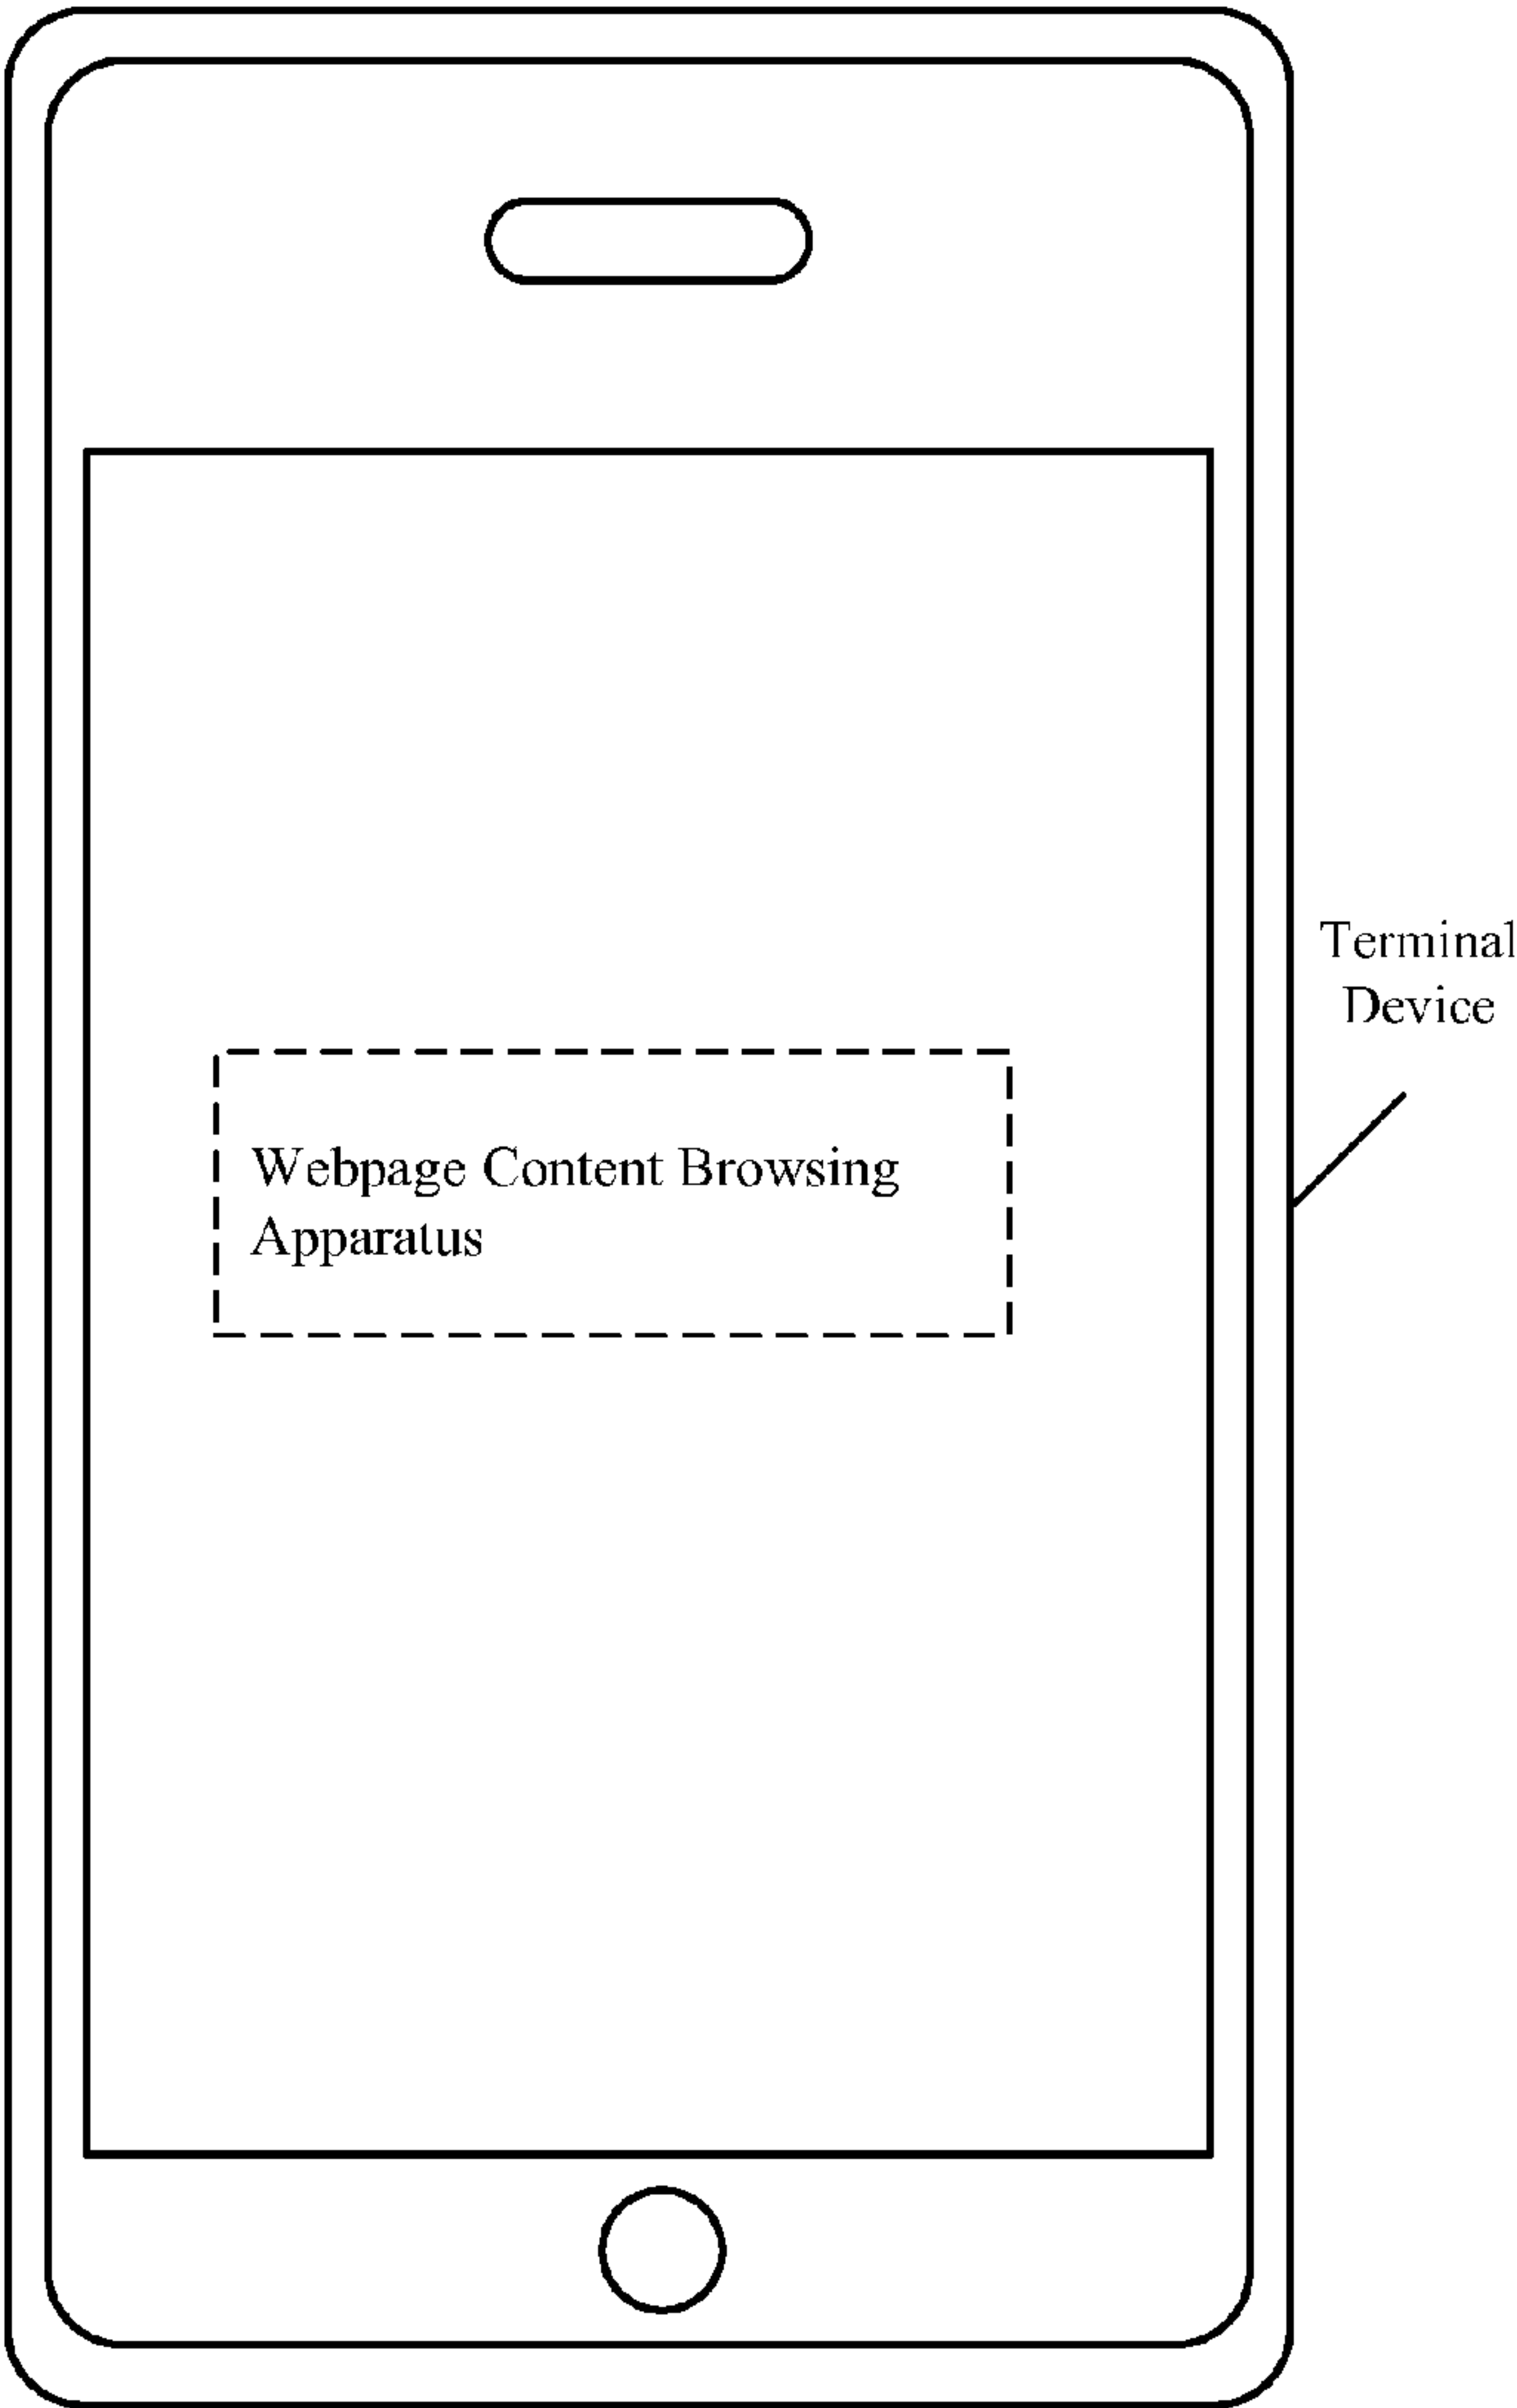 Terminal
Device
Webpage Content Browsing
Apparatus